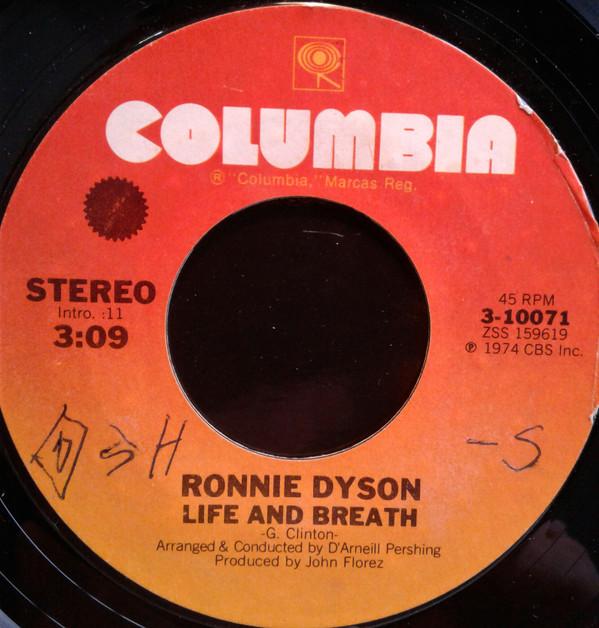 COLUMBIA
® "Columbia," Marcas Reg.
STEREO
Intro. :11
3:09
45 RPM
3-10071
ZSS 159619
℗ 1974 CBS Inc.
H
-S
RONNIE DYSON
LIFE AND BREATH
-G. Clinton-
Arranged & Conducted by D'Arneill Pershing
Produced by John Florez